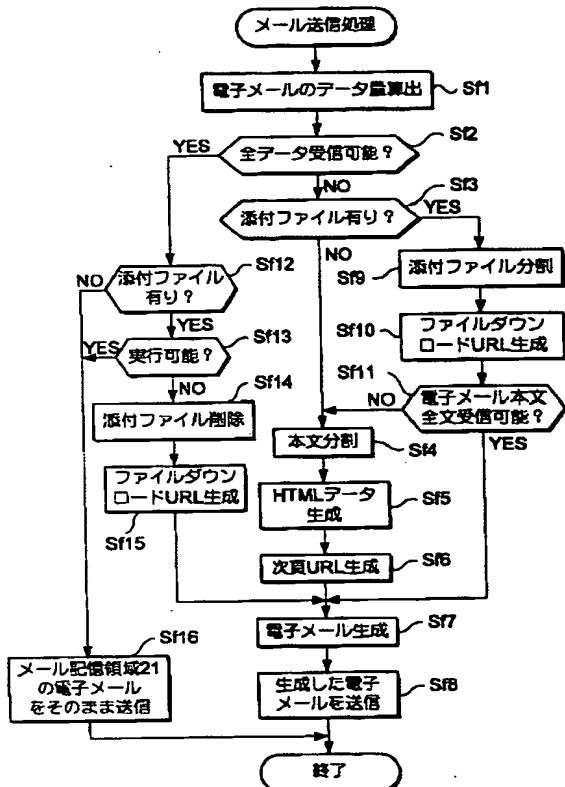 メール送信処理
電子メールのデータ量算出
Sf1
全データ受信可能？
Sf2
YES
NO
添付ファイル有り？
Sf3
YES
NO
添付ファイル分割
Sf9
ファイルダウン
ロードURL生成
Sf10
電子メール本文
全文受信可能？
Sf11
NO
YES
添付ファイル
有り？
Sf12
NO
YES
実行可能？
Sf13
YES
NO
添付ファイル削除
Sf14
ファイルダウン
ロードURL生成
Sf15
本文分割
Sf4
HTMLデータ
生成
Sf5
次頁URL生成
Sf6
電子メール生成
Sf7
生成した電子
メールを送信
Sf8
メール記憶領域21
の電子メール
をそのまま送信
Sf16
終了